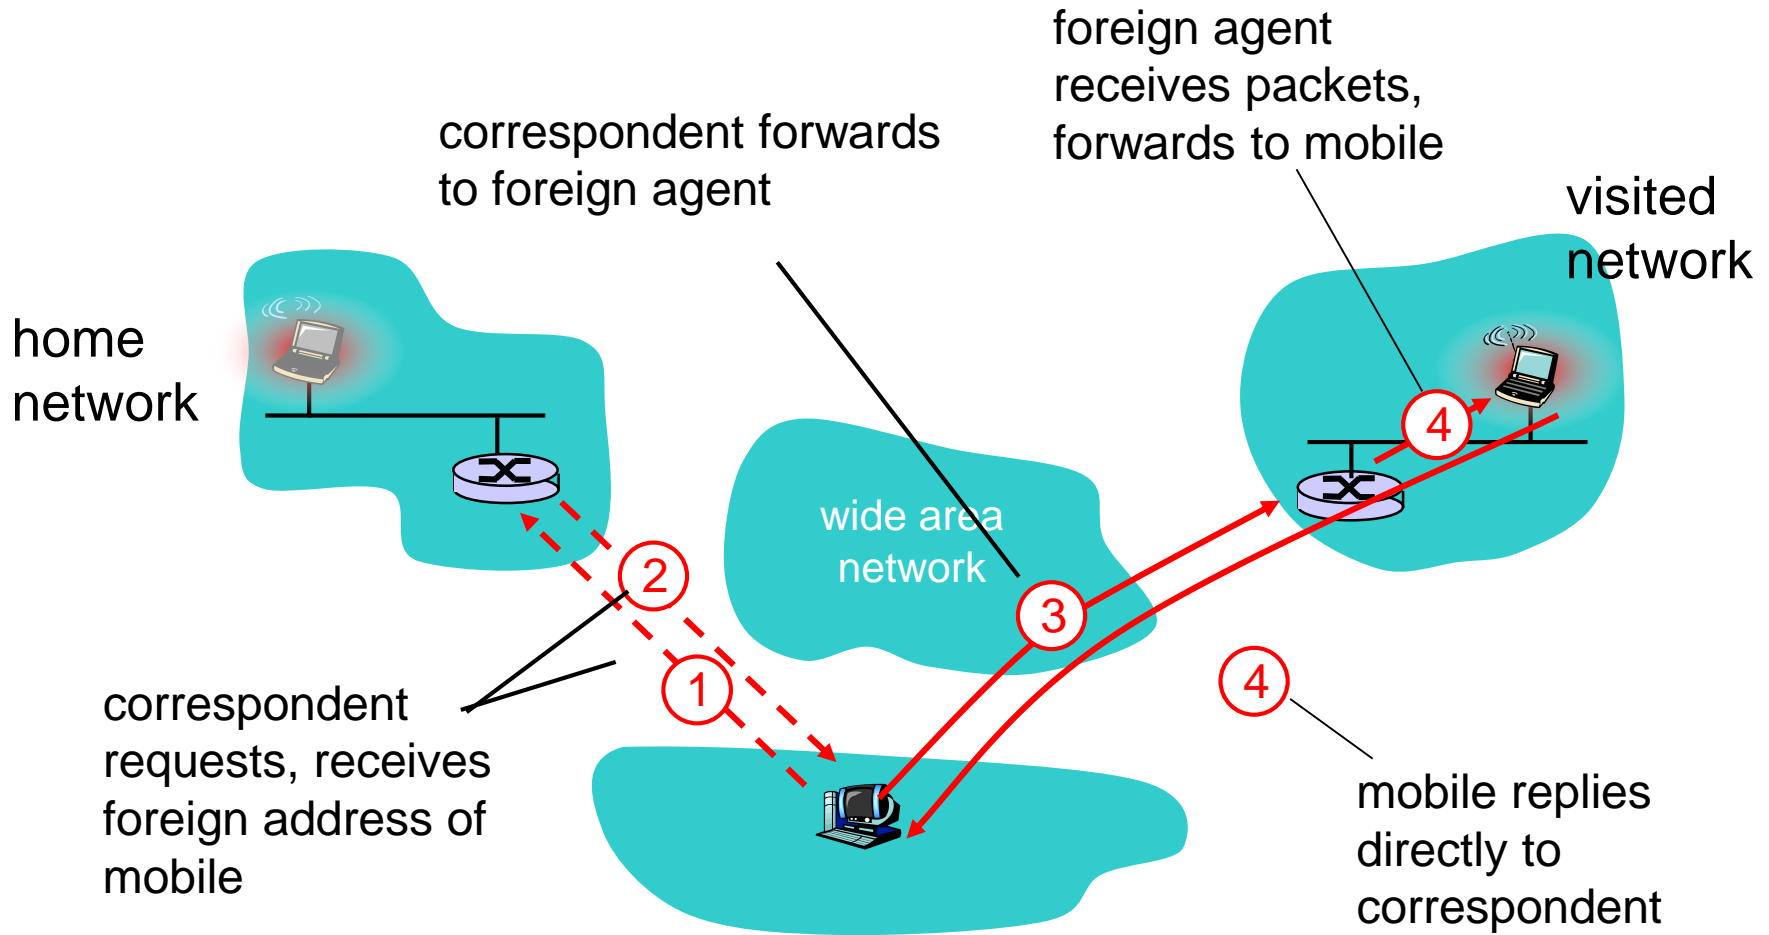 foreign agent
receives packets,
forwards to mobile
correspondent forwards
to foreign agent
visited
network
home
network
4
wide area
network
2
3
1
4
correspondent
requests, receives
foreign address of
mobile
mobile replies
directly to
correspondent